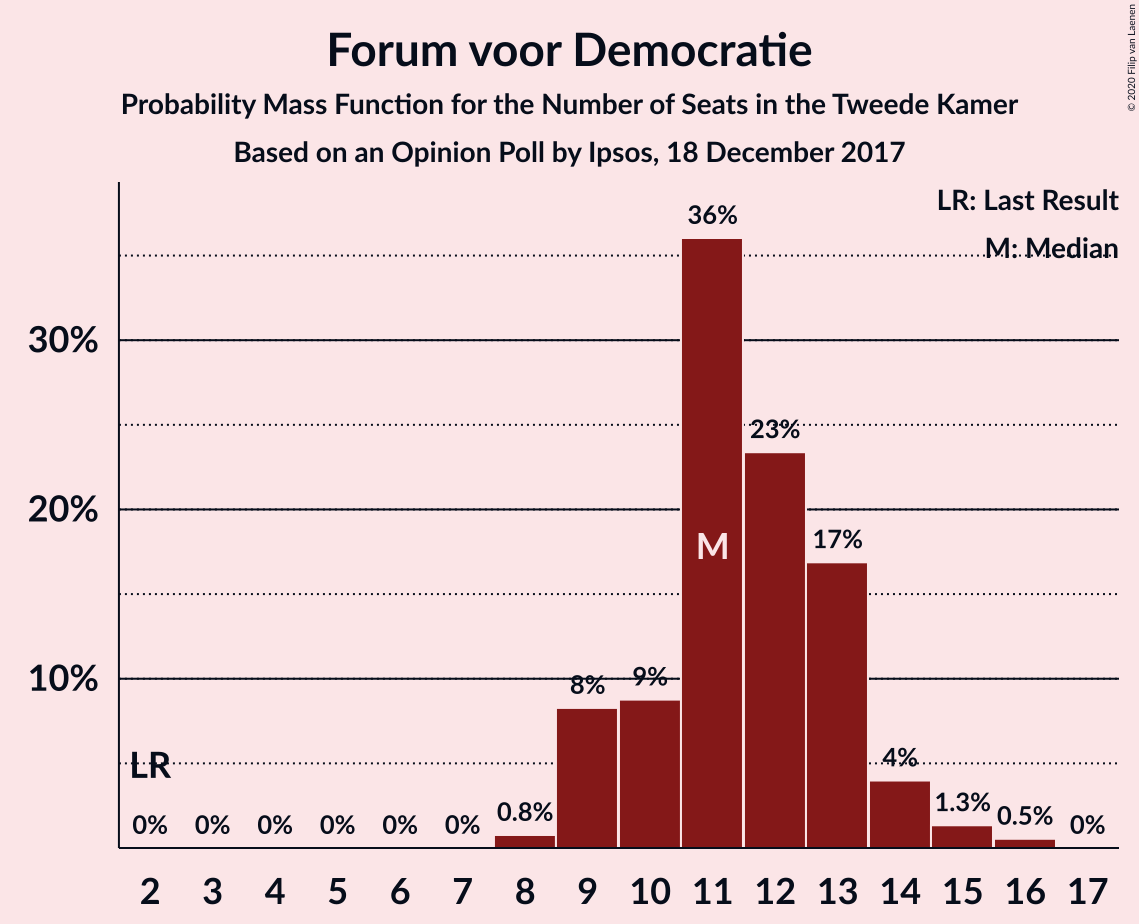 Forum voor Democratie
Probability Mass Function for the Number of Seats in the Tweede Kamer
Based on an Opinion Poll by Ipsos, 18 December 2017
© 2020 Filip van Laenen
LR: Last Result
M: Median
36%
30%
23%
20%
17%
M
10%
8%
9%
LR
4%
0%
0%
0%
0%
0%
0%
0.8%
1.3%
0.5%
0%
2 3 4 5 6 7 8 9 10 11 12 13 14 15 16 17